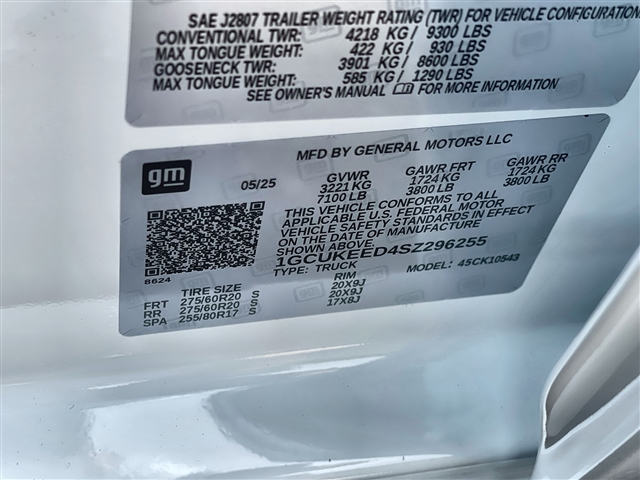 SAE J2807 TRAILER WEIGHT RATING (TWR) FOR VEHICLE CONFIGURATION
CONVENTIONAL TWR: 4218 KG/ 9300 LBS
MAX TONGUE WEIGHT: 422 KG/ 930 LBS
GOOSENECK TWR: 3901 KG/ 8600 LBS
MAX TONGUE WEIGHT: 585 KG/ 1290 LBS
SEE OWNER'S MANUAL FOR MORE INFORMATION
MFD BY GENERAL MOTORS LLC
gm
05/25
GVWR GAWR FRT GAWR RR
3221 KG 1724 KG 1724 KG
7100 LB 3800 LB 3800 LB
THIS VEHICLE CONFORMS TO ALL
APPLICABLE U.S. FEDERAL MOTOR
VEHICLE SAFETY STANDARDS IN EFFECT
ON THE DATE OF MANUFACTURE
SHOWN ABOVE.
1GCUKEED4SZ296255
TYPE: TRUCK MODEL: 45CK10543
8624
TIRE SIZE RIM
FRT 275/60R20 S 20X9J
RR 275/60R20 S 20X9J
SPA 255/80R17 S 17X8J